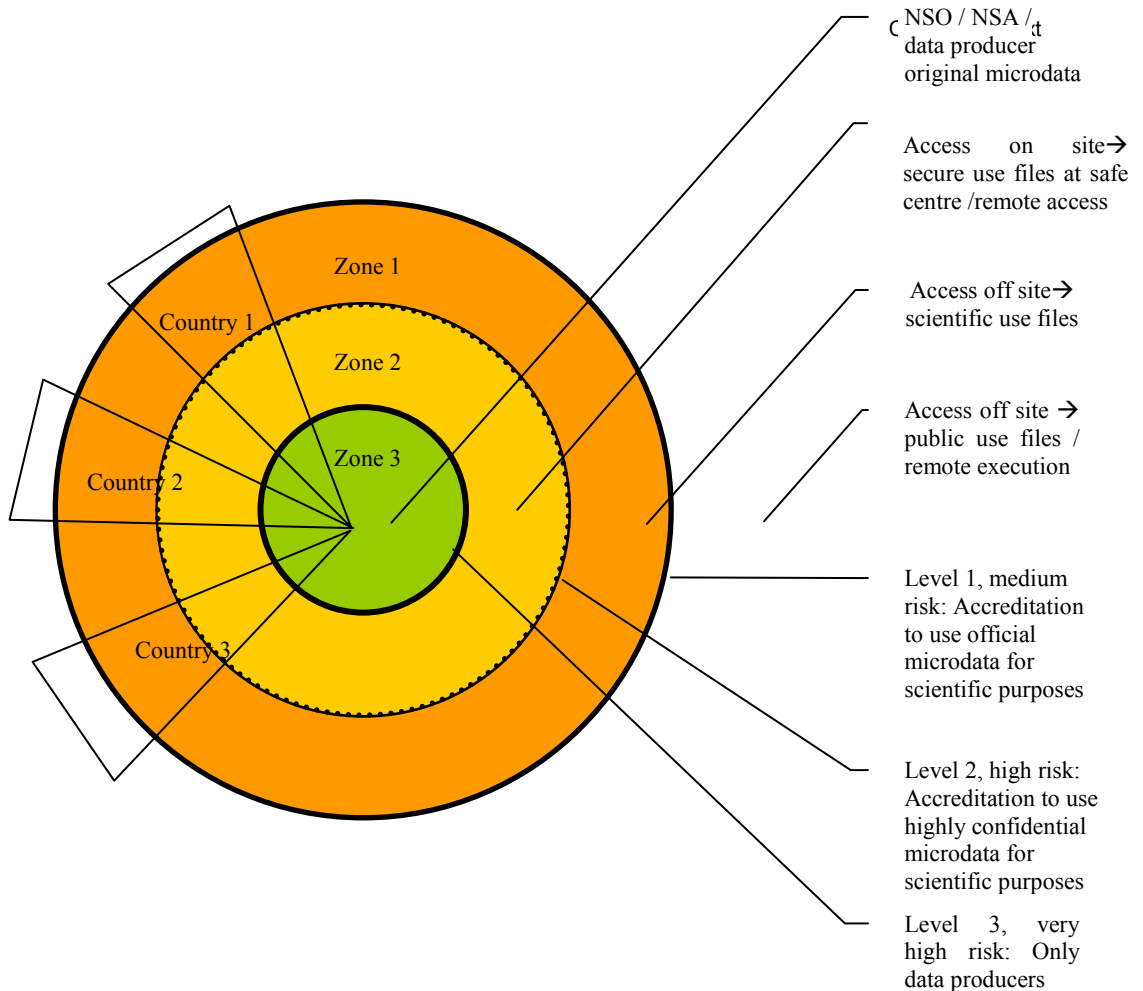 NSO / NSA /
data producer
original microdata
Access on site→
secure use files at safe
centre /remote access
Zone 1
Access off site→
scientific use files
Country 1
Zone 2
Access off site →
public use files /
remote execution
Zone 3
Country 2
Level 1, medium
risk: Accreditation
to use official
microdata for
scientific purposes
Country 3
Level 2, high risk:
Accreditation to use
highly confidential
microdata for
scientific purposes
Level 3, very
high risk: Only
data producers